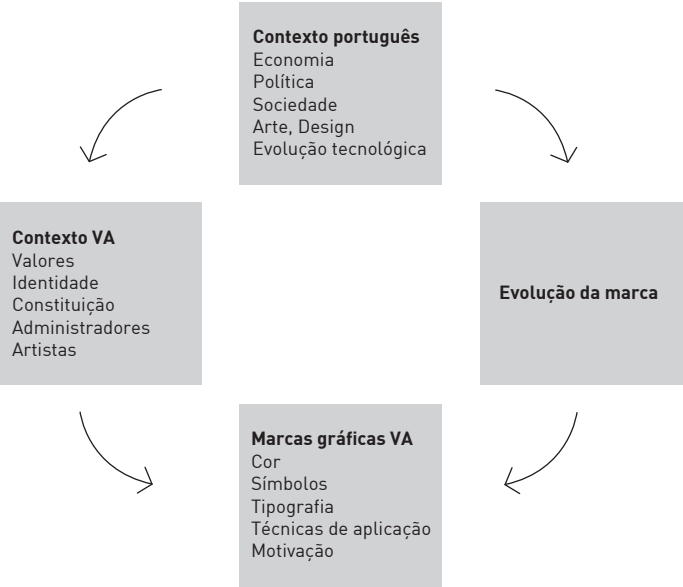 Contexto português
Economia
Política
Sociedade
Arte, Design
Evolução tecnológica
Contexto VA
Valores
Identidade
Constituição
Administradores
Artistas
Evolução da marca
Marcas gráficas VA
Cor
Símbolos
Tipografia
Técnicas de aplicação
Motivação